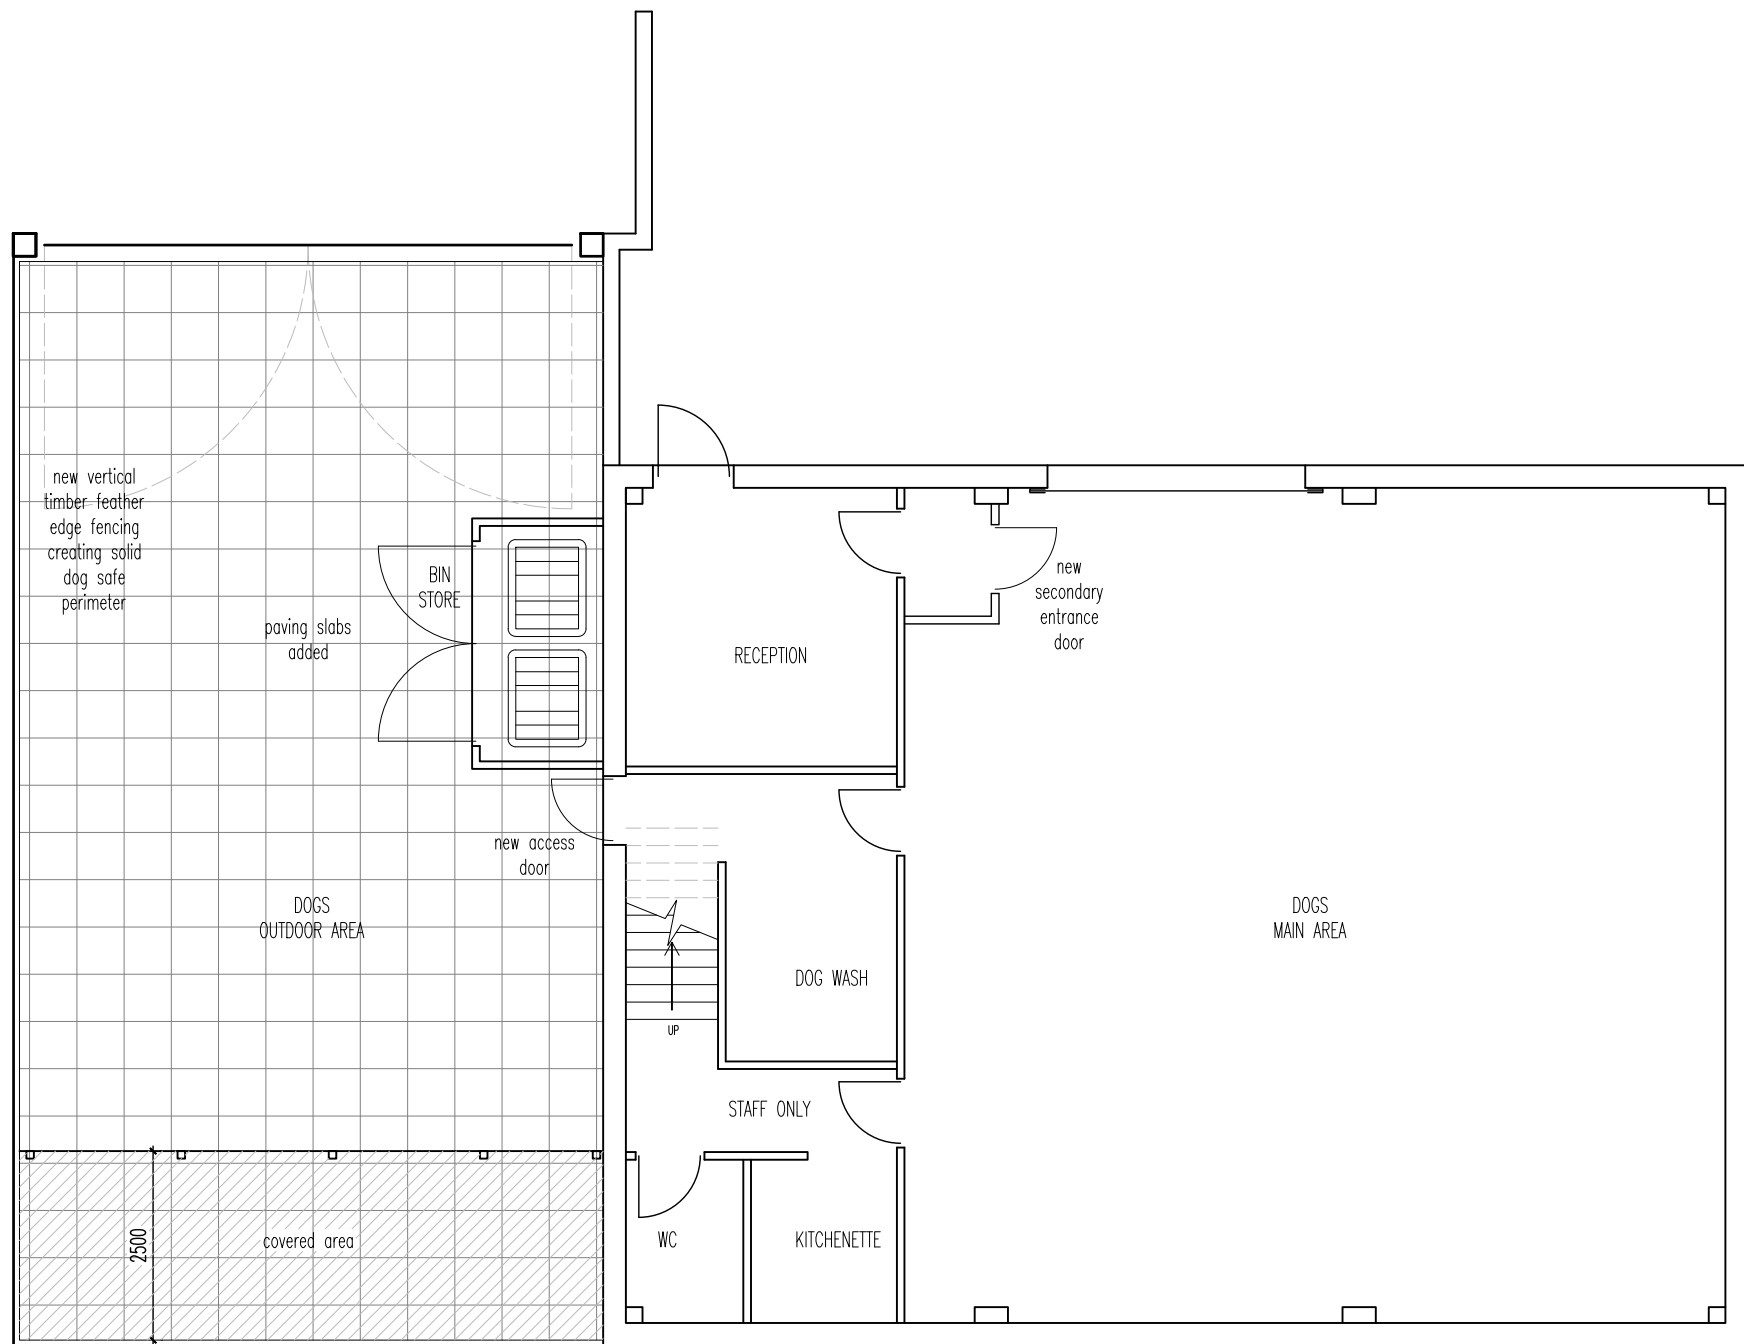 new vertical
timber feather
edge fencing
creating solid
dog safe
perimeter
paving slabs
added
BIN
STORE
new access
door
DOGS
OUTDOOR AREA
covered area
2500
RECEPTION
new
secondary
entrance
door
DOG WASH
UP
STAFF ONLY
WC
KITCHENETTE
DOGS
MAIN AREA